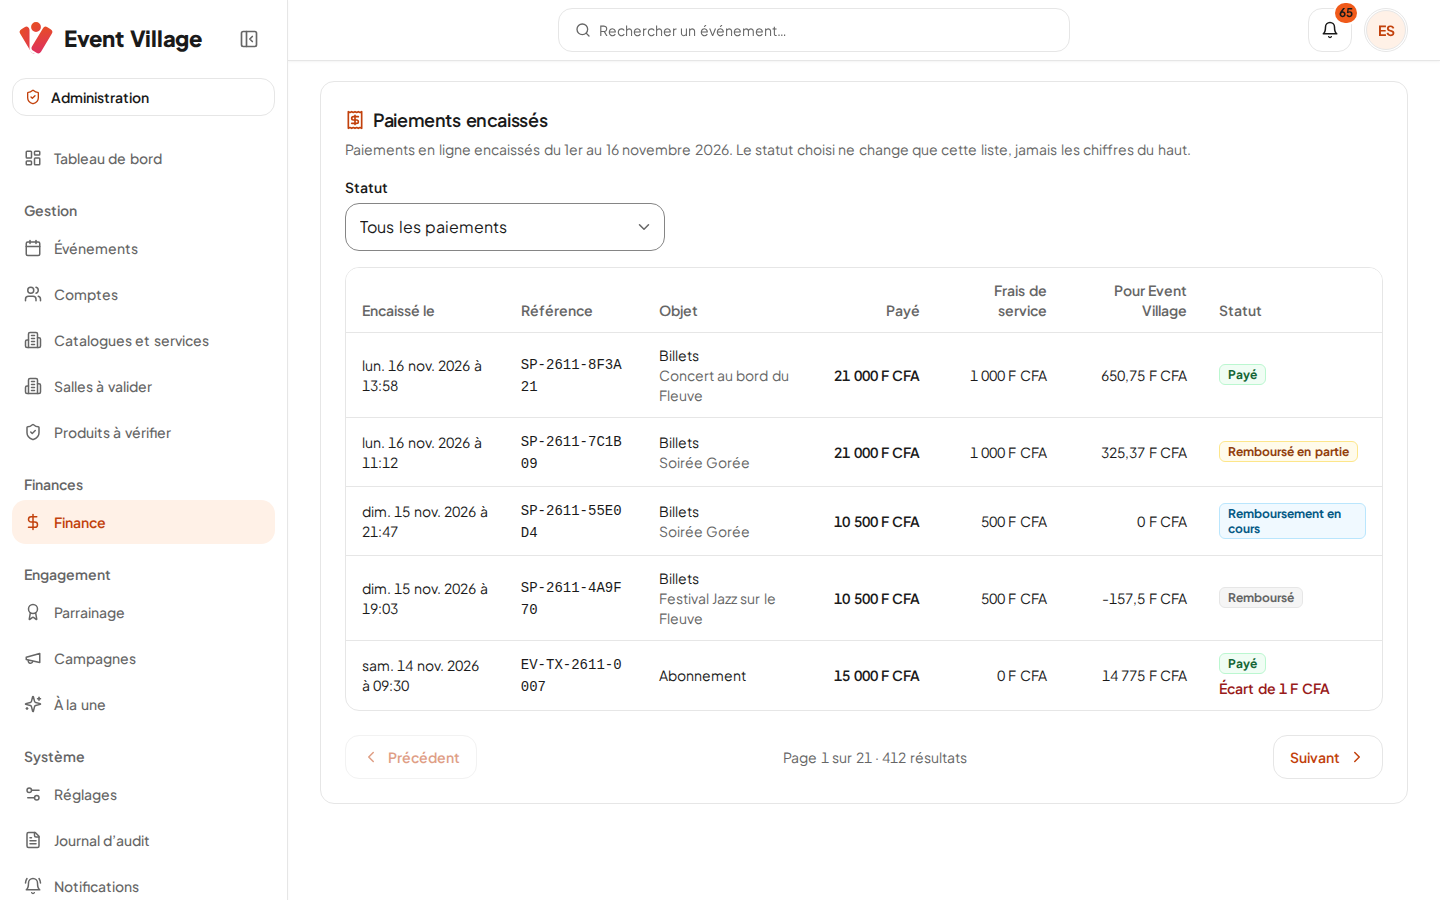 Event Village
Rechercher un événement…
65
ES
Administration
Tableau de bord
Gestion
Événements
Comptes
Catalogues et services
Salles à valider
Produits à vérifier
Finances
Finance
Engagement
Parrainage
Campagnes
À la une
Système
Réglages
Journal d’audit
Notifications
Paiements encaissés
Paiements en ligne encaissés du 1er au 16 novembre 2026. Le statut choisi ne change que cette liste, jamais les chiffres du haut.
Statut
Tous les paiements
Encaissé le Référence Objet Payé Frais de service Pour Event Village Statut
lun. 16 nov. 2026 à
13:58
SP-2611-8F3A
21
Billets
Concert au bord du
Fleuve
21 000 F CFA
1 000 F CFA
650,75 F CFA
Payé
lun. 16 nov. 2026 à
11:12
SP-2611-7C1B
09
Billets
Soirée Gorée
21 000 F CFA
1 000 F CFA
325,37 F CFA
Remboursé en partie
dim. 15 nov. 2026 à
21:47
SP-2611-55E0
D4
Billets
Soirée Gorée
10 500 F CFA
500 F CFA
0 F CFA
Remboursement en
cours
dim. 15 nov. 2026 à
19:03
SP-2611-4A9F
70
Billets
Festival Jazz sur le
Fleuve
10 500 F CFA
500 F CFA
-157,5 F CFA
Remboursé
sam. 14 nov. 2026
à 09:30
EV-TX-2611-0
007
Abonnement
15 000 F CFA
0 F CFA
14 775 F CFA
Payé
Écart de 1 F CFA
Précédent
Page 1 sur 21 · 412 résultats
Suivant